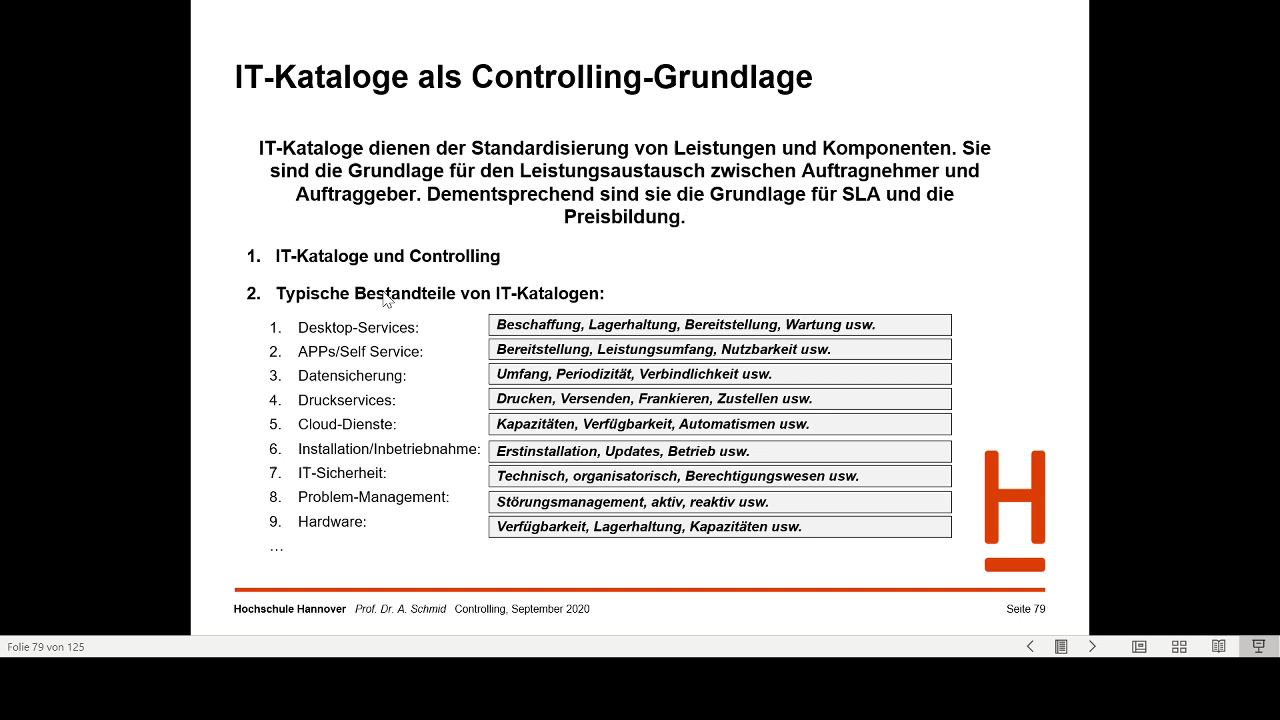 IT-Kataloge als Controlling-Grundlage
IT-Kataloge dienen der Standardisierung von Leistungen und Komponenten. Sie
sind die Grundlage für den Leistungsaustausch zwischen Auftragnehmer und
Auftraggeber. Dementsprechend sind sie die Grundlage für SLA und die
Preisbildung.
1. IT-Kataloge und Controlling
2. Typische Bestandteile von IT-Katalogen:
1. Desktop-Services: Beschaffung, Lagerhaltung, Bereitstellung, Wartung usw.
2. APPs/Self Service: Bereitstellung, Leistungsumfang, Nutzbarkeit usw.
3. Datensicherung: Umfang, Periodizität, Verbindlichkeit usw.
4. Druckservices: Drucken, Versenden, Frankieren, Zustellen usw.
5. Cloud-Dienste: Kapazitäten, Verfügbarkeit, Automatismen usw.
6. Installation/Inbetriebnahme: Erstinstallation, Updates, Betrieb usw.
7. IT-Sicherheit: Technisch, organisatorisch, Berechtigungswesen usw.
8. Problem-Management: Störungsmanagement, aktiv, reaktiv usw.
9. Hardware: Verfügbarkeit, Lagerhaltung, Kapazitäten usw.
…
H
Hochschule Hannover Prof. Dr. A. Schmid Controlling, September 2020 Seite 79
Folie 79 von 125